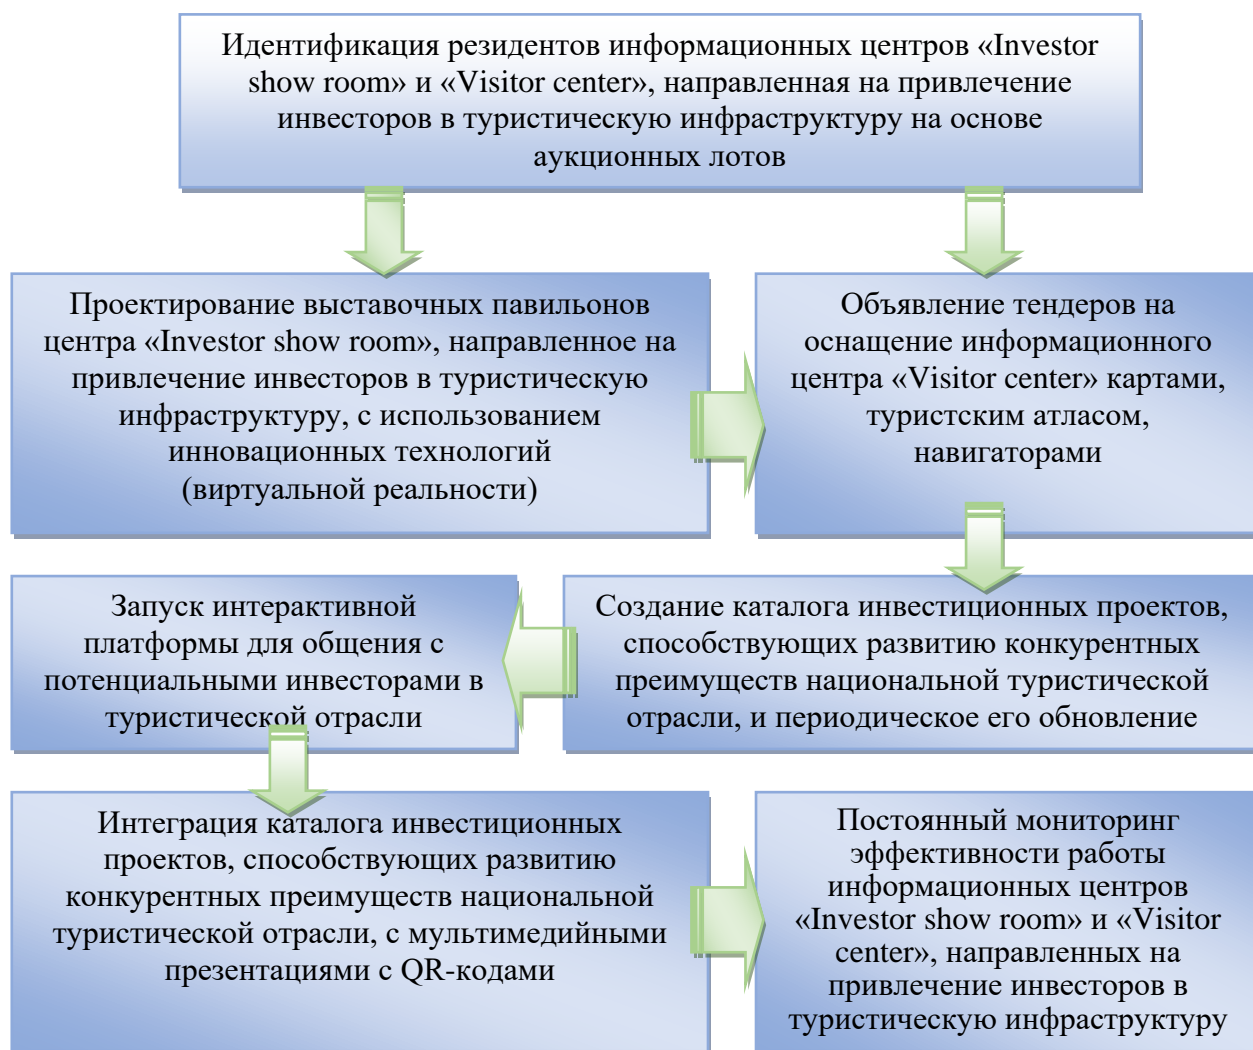 Идентификация резидентов информационных центров «Investor
show room» и «Visitor center», направленная на привлечение
инвесторов в туристическую инфраструктуру на основе
аукционных лотов
Проектирование выставочных павильонов
центра «Investor show room», направленное на
привлечение инвесторов в туристическую
инфраструктуру, с использованием
инновационных технологий
(виртуальной реальности)
Объявление тендеров на
оснащение информационного
центра «Visitor center» картами,
туристским атласом,
навигаторами
Запуск интерактивной
платформы для общения с
потенциальными инвесторами в
туристической отрасли
Создание каталога инвестиционных проектов,
способствующих развитию конкурентных
преимуществ национальной туристической
отрасли, и периодическое его обновление
Интеграция каталога инвестиционных
проектов, способствующих развитию
конкурентных преимуществ национальной
туристической отрасли, с мультимедийными
презентациями с QR-кодами
Постоянный мониторинг
эффективности работы
информационных центров
«Investor show room» и «Visitor
center», направленных на
привлечение инвесторов в
туристическую инфраструктуру